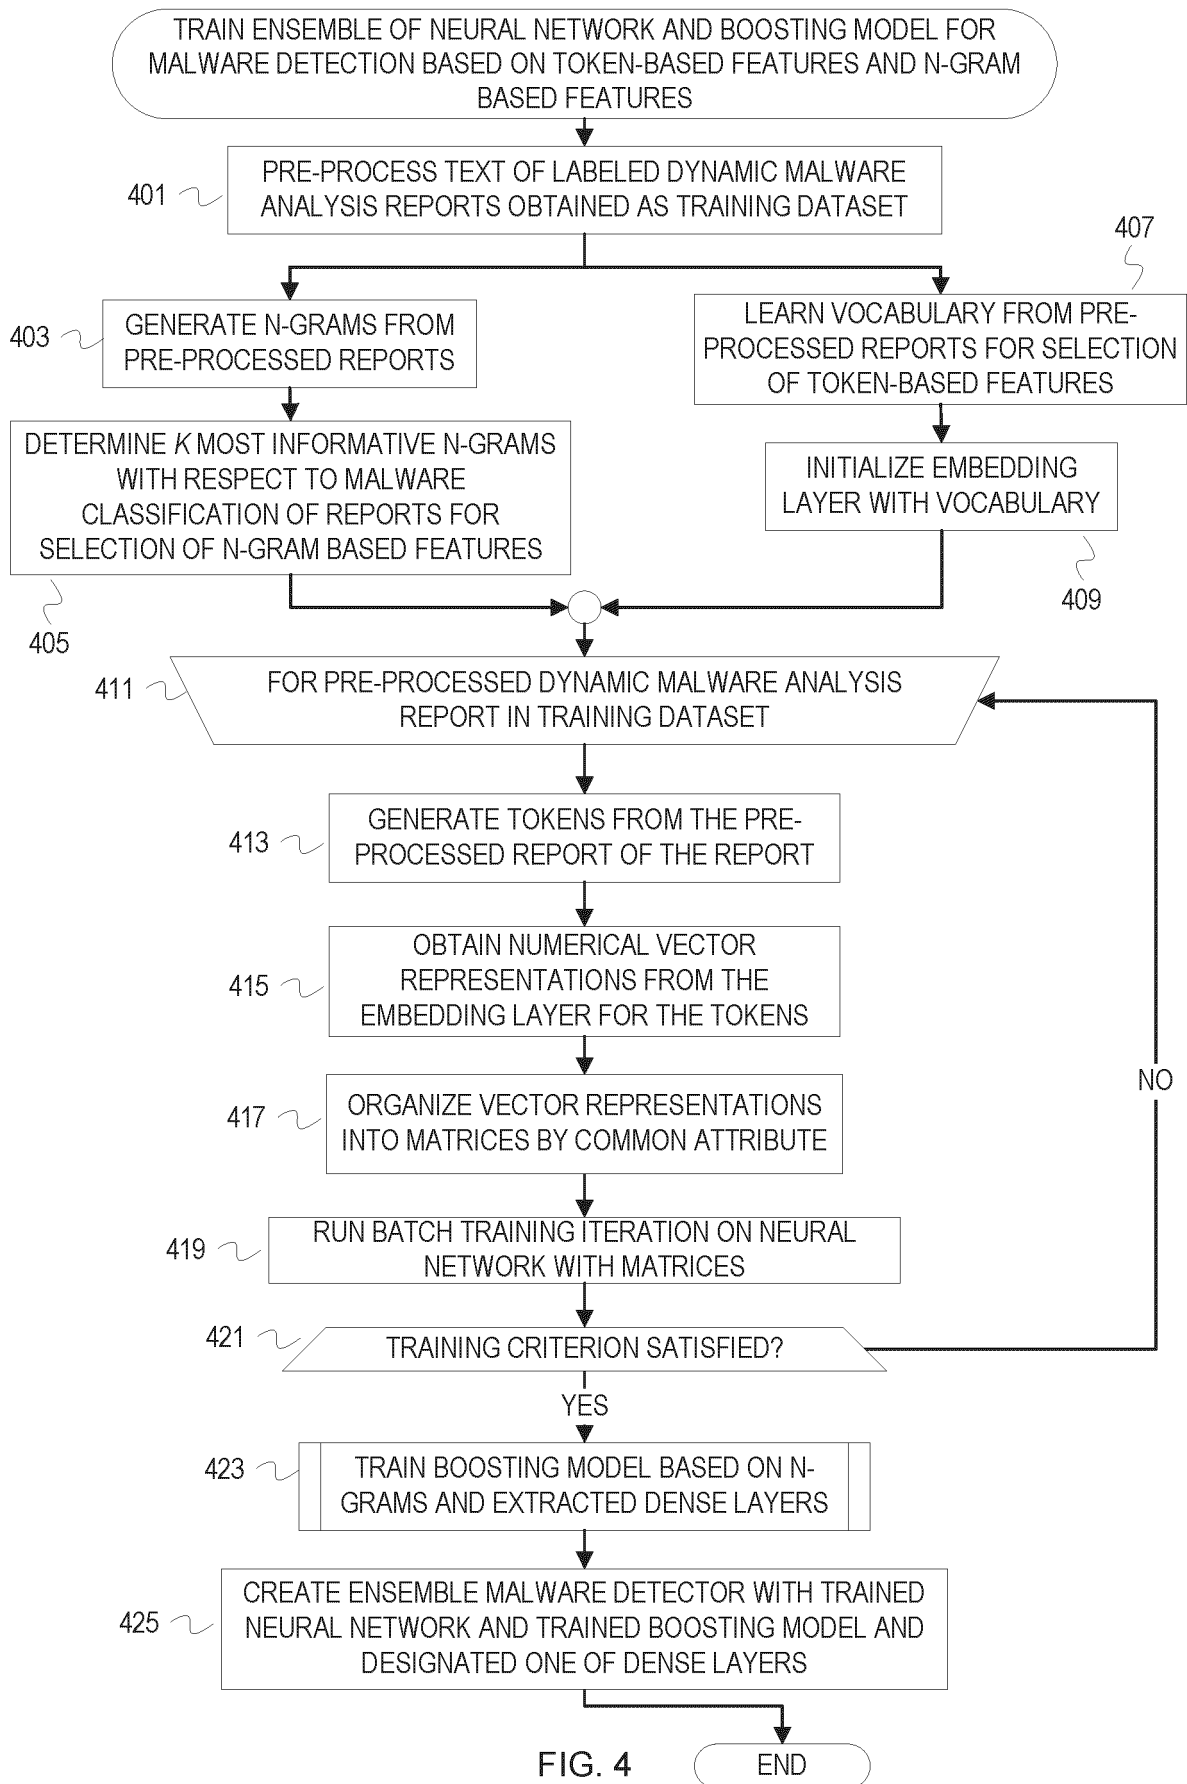 TRAIN ENSEMBLE OF NEURAL NETWORK AND BOOSTING MODEL FOR
MALWARE DETECTION BASED ON TOKEN-BASED FEATURES AND N-GRAM
BASED FEATURES
401
PRE-PROCESS TEXT OF LABELED DYNAMIC MALWARE
ANALYSIS REPORTS OBTAINED AS TRAINING DATASET
403
GENERATE N-GRAMS FROM
PRE-PROCESSED REPORTS
407
LEARN VOCABULARY FROM PRE-
PROCESSED REPORTS FOR SELECTION
OF TOKEN-BASED FEATURES
DETERMINE K MOST INFORMATIVE N-GRAMS
WITH RESPECT TO MALWARE
CLASSIFICATION OF REPORTS FOR
SELECTION OF N-GRAM BASED FEATURES
405
INITIALIZE EMBEDDING
LAYER WITH VOCABULARY
409
411
FOR PRE-PROCESSED DYNAMIC MALWARE ANALYSIS
REPORT IN TRAINING DATASET
413
GENERATE TOKENS FROM THE PRE-
PROCESSED REPORT OF THE REPORT
415
OBTAIN NUMERICAL VECTOR
REPRESENTATIONS FROM THE
EMBEDDING LAYER FOR THE TOKENS
417
ORGANIZE VECTOR REPRESENTATIONS
INTO MATRICES BY COMMON ATTRIBUTE
NO
419
RUN BATCH TRAINING ITERATION ON NEURAL
NETWORK WITH MATRICES
421
TRAINING CRITERION SATISFIED?
YES
423
TRAIN BOOSTING MODEL BASED ON N-
GRAMS AND EXTRACTED DENSE LAYERS
425
CREATE ENSEMBLE MALWARE DETECTOR WITH TRAINED
NEURAL NETWORK AND TRAINED BOOSTING MODEL AND
DESIGNATED ONE OF DENSE LAYERS
END
FIG. 4